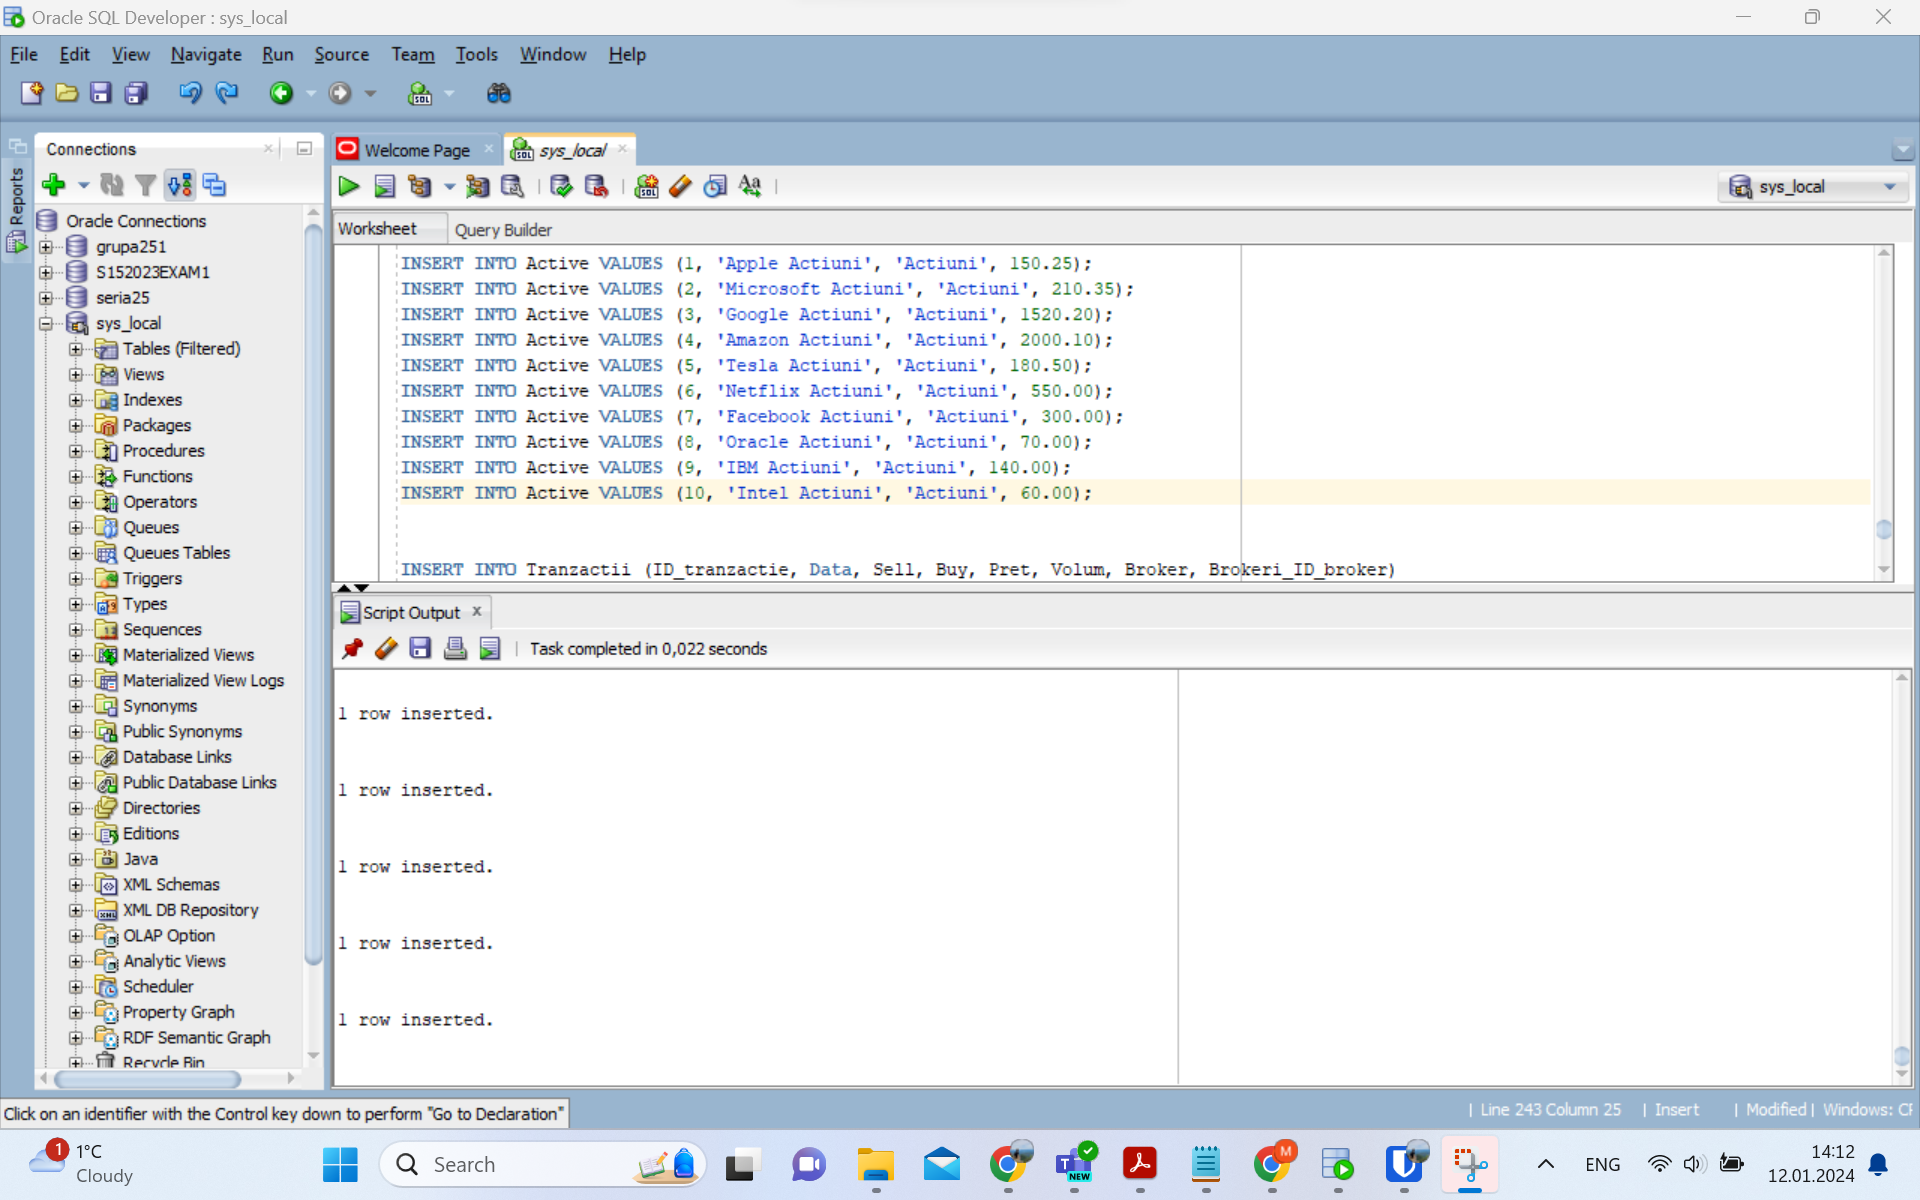 Oracle SQL Developer : sys_local
File Edit View Navigate Run Source Team Tools Window Help
Reports
Connections
Oracle Connections
grupa251
S152023EXAM1
seria25
sys_local
Tables (Filtered)
Views
Indexes
Packages
Procedures
Functions
Operators
Queues
Queues Tables
Triggers
Types
Sequences
Materialized Views
Materialized View Logs
Synonyms
Public Synonyms
Database Links
Public Database Links
Directories
Editions
Java
XML Schemas
XML DB Repository
OLAP Option
Analytic Views
Scheduler
Property Graph
RDF Semantic Graph
Recycle Bin
Welcome Page
sys_local
sys_local
Worksheet
Query Builder
INSERT INTO Active VALUES (1, 'Apple Actiuni', 'Actiuni', 150.25);
INSERT INTO Active VALUES (2, 'Microsoft Actiuni', 'Actiuni', 210.35);
INSERT INTO Active VALUES (3, 'Google Actiuni', 'Actiuni', 1520.20);
INSERT INTO Active VALUES (4, 'Amazon Actiuni', 'Actiuni', 2000.10);
INSERT INTO Active VALUES (5, 'Tesla Actiuni', 'Actiuni', 180.50);
INSERT INTO Active VALUES (6, 'Netflix Actiuni', 'Actiuni', 550.00);
INSERT INTO Active VALUES (7, 'Facebook Actiuni', 'Actiuni', 300.00);
INSERT INTO Active VALUES (8, 'Oracle Actiuni', 'Actiuni', 70.00);
INSERT INTO Active VALUES (9, 'IBM Actiuni', 'Actiuni', 140.00);
INSERT INTO Active VALUES (10, 'Intel Actiuni', 'Actiuni', 60.00);
INSERT INTO Tranzactii (ID_tranzactie, Data, Sell, Buy, Pret, Volum, Broker, Brokeri_ID_broker)
Script Output
Task completed in 0,022 seconds
1 row inserted.
1 row inserted.
1 row inserted.
1 row inserted.
1 row inserted.
Click on an identifier with the Control key down to perform "Go to Declaration"
| Line 243 Column 25 | Insert | Modified | Windows: CF
1
1°C
Cloudy
Search
NEW
M
ENG
14:12
12.01.2024